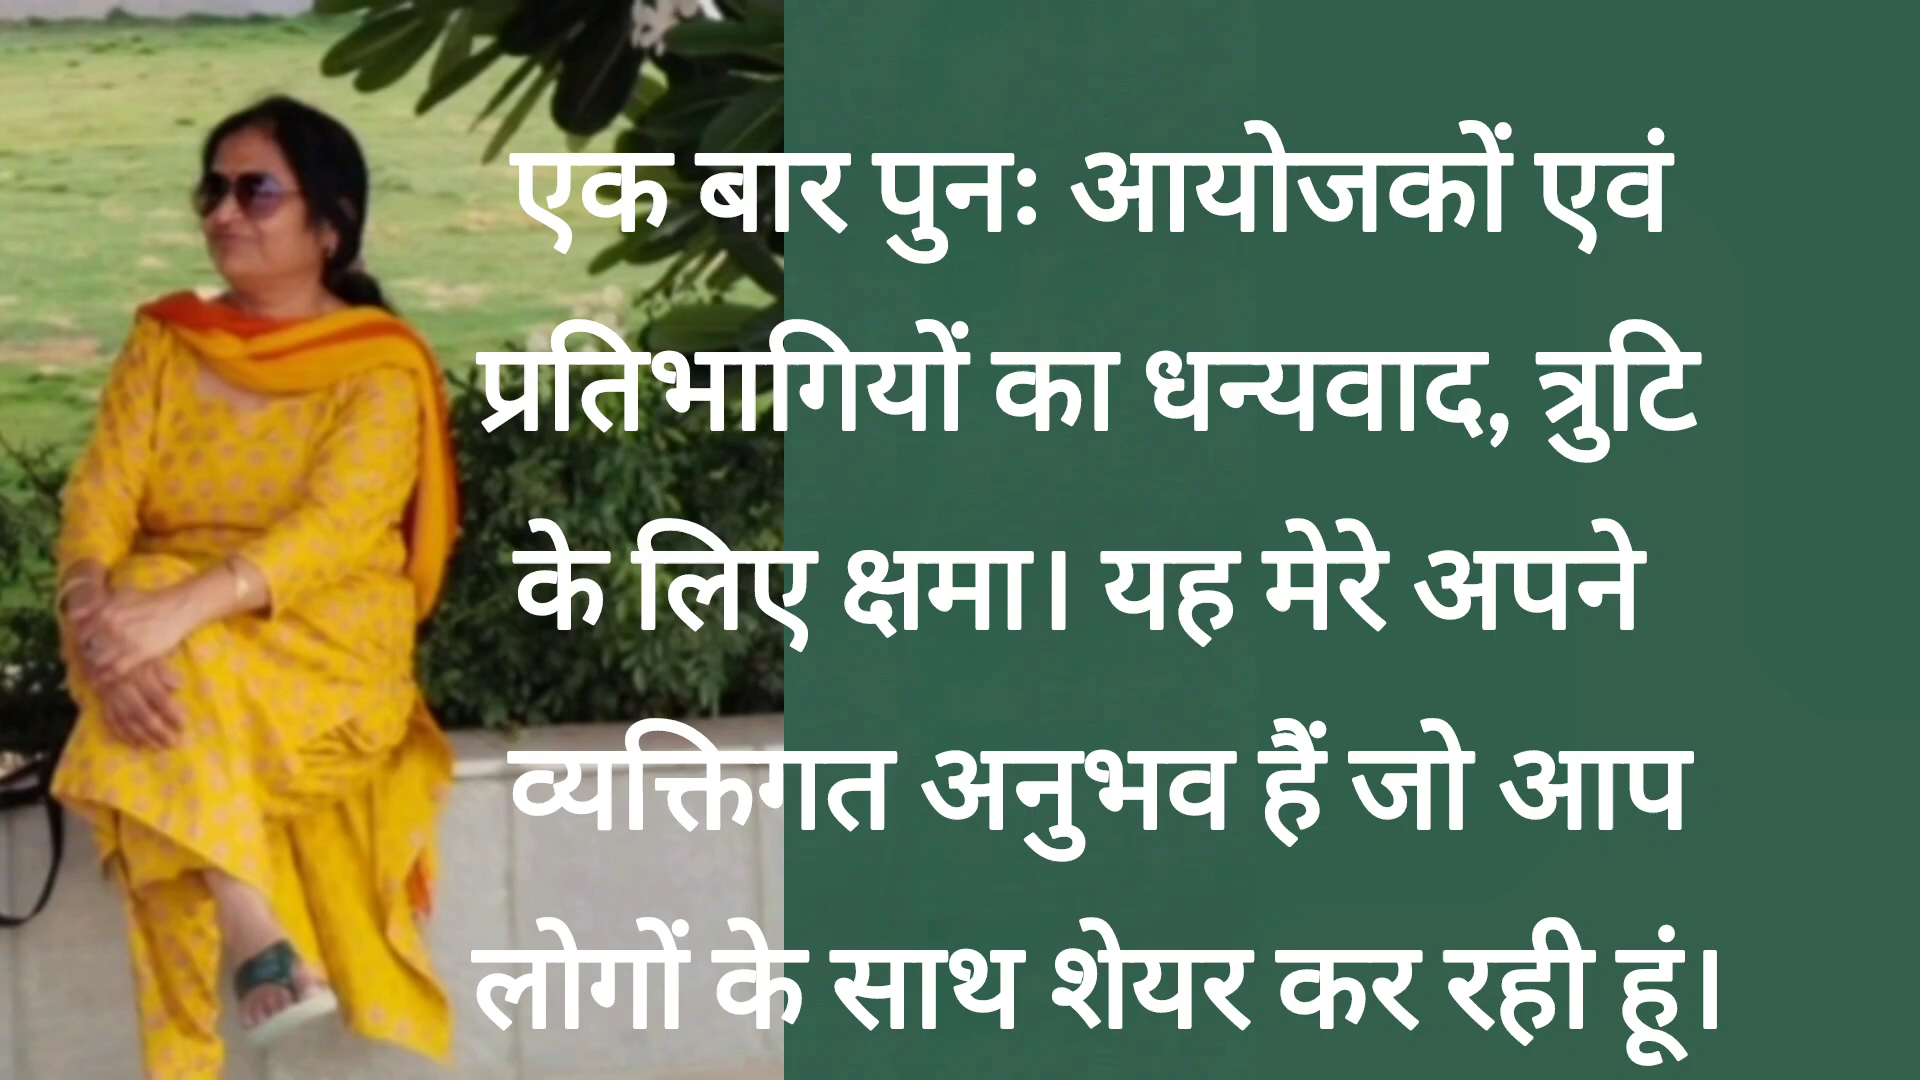 एक बार पुनः आयोजकों एवं
प्रतिभागियों का धन्यवाद, त्रुटि
के लिए क्षमा। यह मेरे अपने
व्यक्तिगत अनुभव हैं जो आप
लोगों के साथ शेयर कर रही हूं।